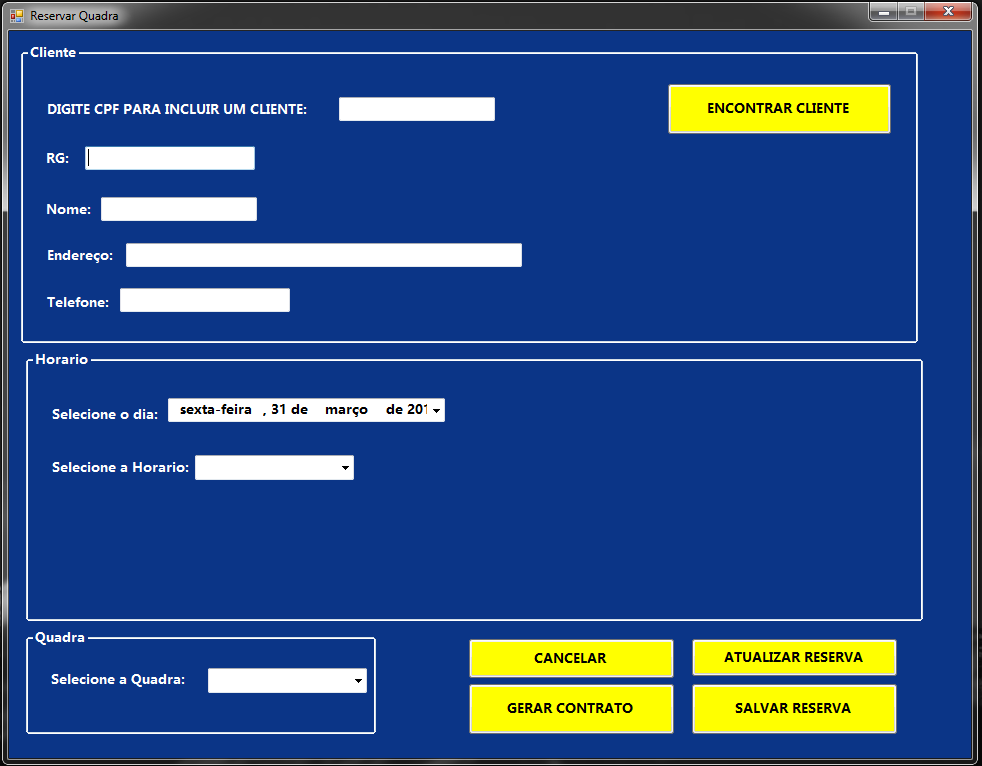 Reservar Quadra
Cliente
DIGITE CPF PARA INCLUIR UM CLIENTE:
ENCONTRAR CLIENTE
RG:
Nome:
Endereço:
Telefone:
Horario
Selecione o dia: sexta-feira , 31 de março de 201
Selecione a Horario:
Quadra
Selecione a Quadra:
CANCELAR
ATUALIZAR RESERVA
GERAR CONTRATO
SALVAR RESERVA